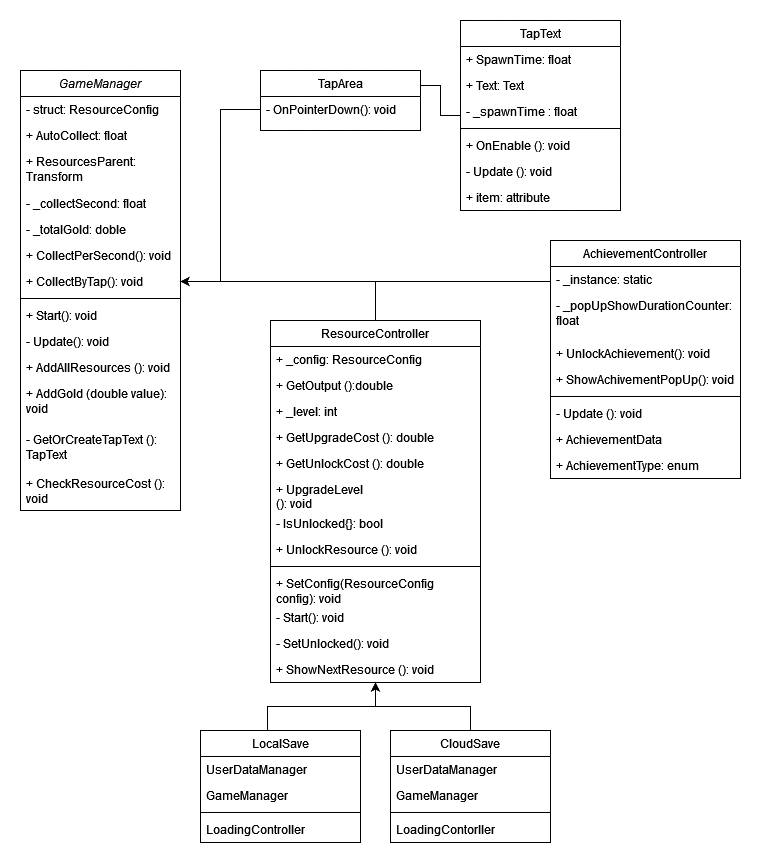 GameManager
- struct: ResourceConfig
+ AutoCollect: float
+ ResourcesParent:
Transform
- _collectSecond: float
- _totalGold: doble
+ CollectPerSecond(): void
+ CollectByTap(): void
+ Start(): void
- Update(): void
+ AddAllResources (): void
+ AddGold (double value):
void
- GetOrCreateTapText ():
TapText
+ CheckResourceCost ():
void
TapArea
- OnPointerDown(): void
TapText
+ SpawnTime: float
+ Text: Text
- _spawnTime : float
+ OnEnable (): void
- Update (): void
+ item: attribute
AchievementController
- _instance: static
- _popUpShowDurationCounter:
float
+ UnlockAchievement(): void
+ ShowAchivementPopUp(): void
- Update (): void
+ AchievementData
+ AchievementType: enum
ResourceController
+ _config: ResourceConfig
+ GetOutput ():double
+ _level: int
+ GetUpgradeCost (): double
+ GetUnlockCost (): double
+ UpgradeLevel
(): void
- IsUnlocked{}: bool
+ UnlockResource (): void
+ SetConfig(ResourceConfig
config): void
- Start(): void
- SetUnlocked(): void
+ ShowNextResource (): void
LocalSave
UserDataManager
GameManager
LoadingController
CloudSave
UserDataManager
GameManager
LoadingContorller